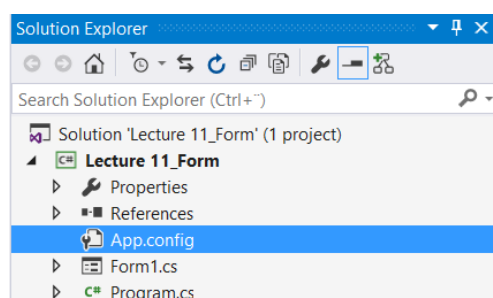 Solution Explorer
Search Solution Explorer (Ctrl+¨)
Solution 'Lecture 11_Form' (1 project)
C# Lecture 11_Form
Properties
References
App.config
Form1.cs
C# Program.cs